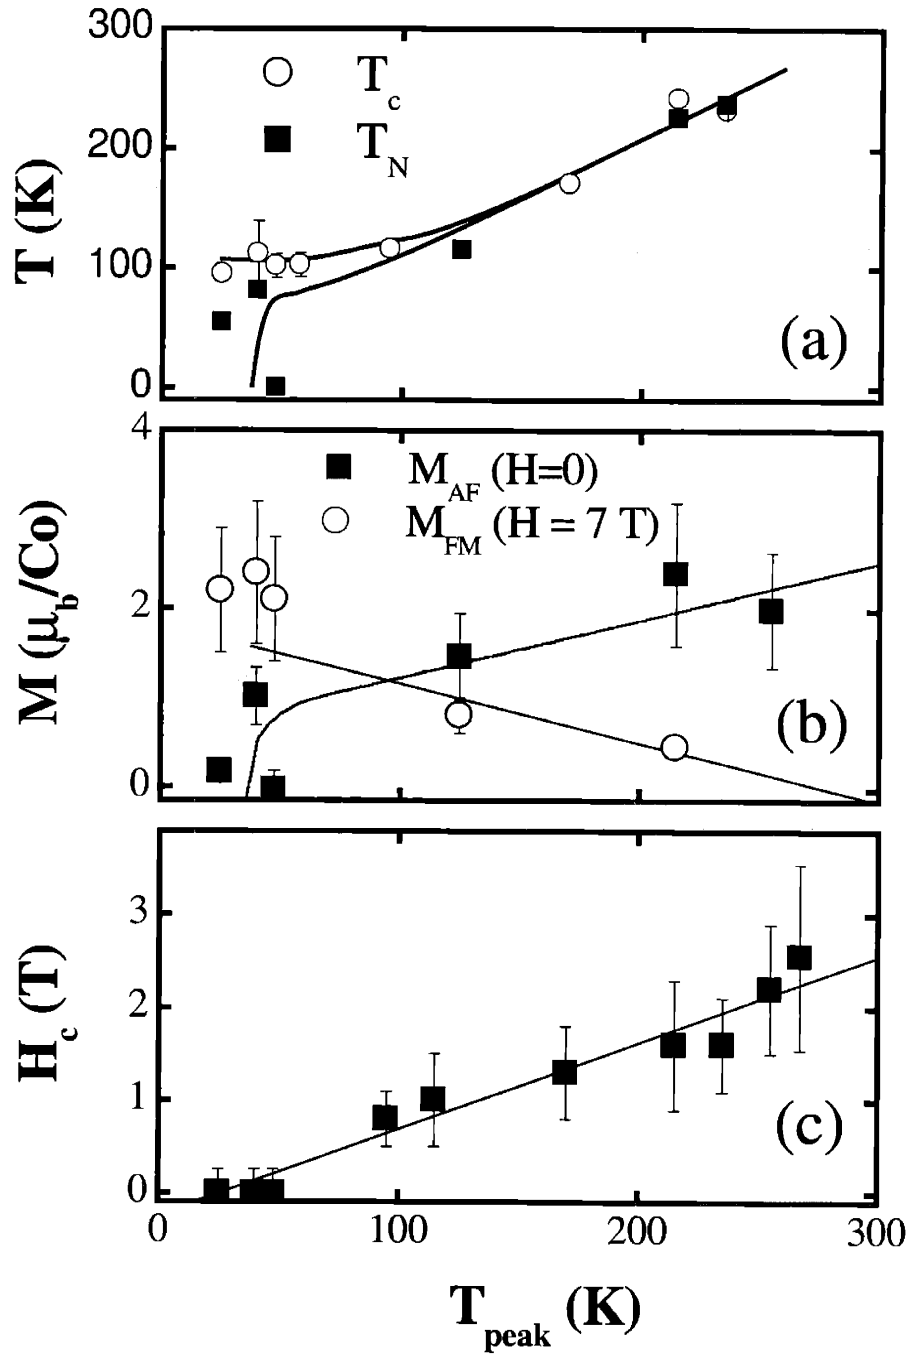 300
200
100
0
T (K)
T_c
T_N
(a)
4
2
0
M (μ_b/Co)
M_AF (H=0)
M_FM (H = 7 T)
(b)
3
2
1
0
H_c (T)
(c)
0 100 200 300
T_peak (K)